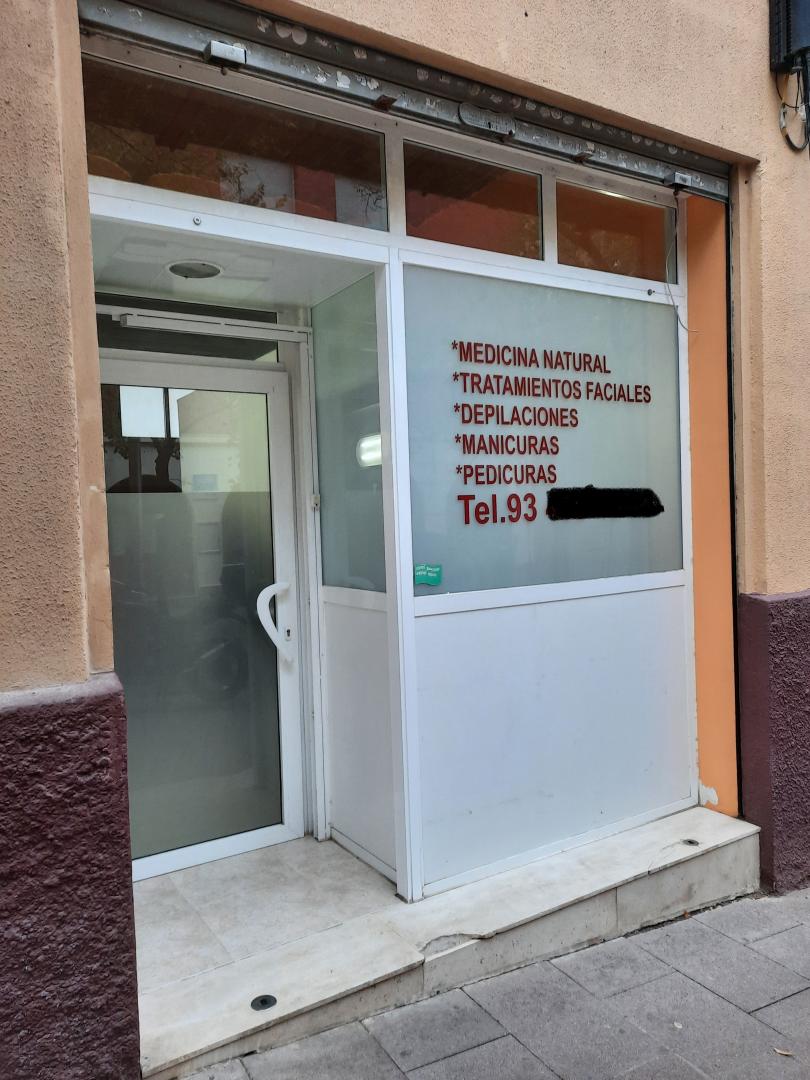 *MEDICINA NATURAL
*TRATAMIENTOS FACIALES
*DEPILACIONES
*MANICURAS
*PEDICURAS
Tel.93